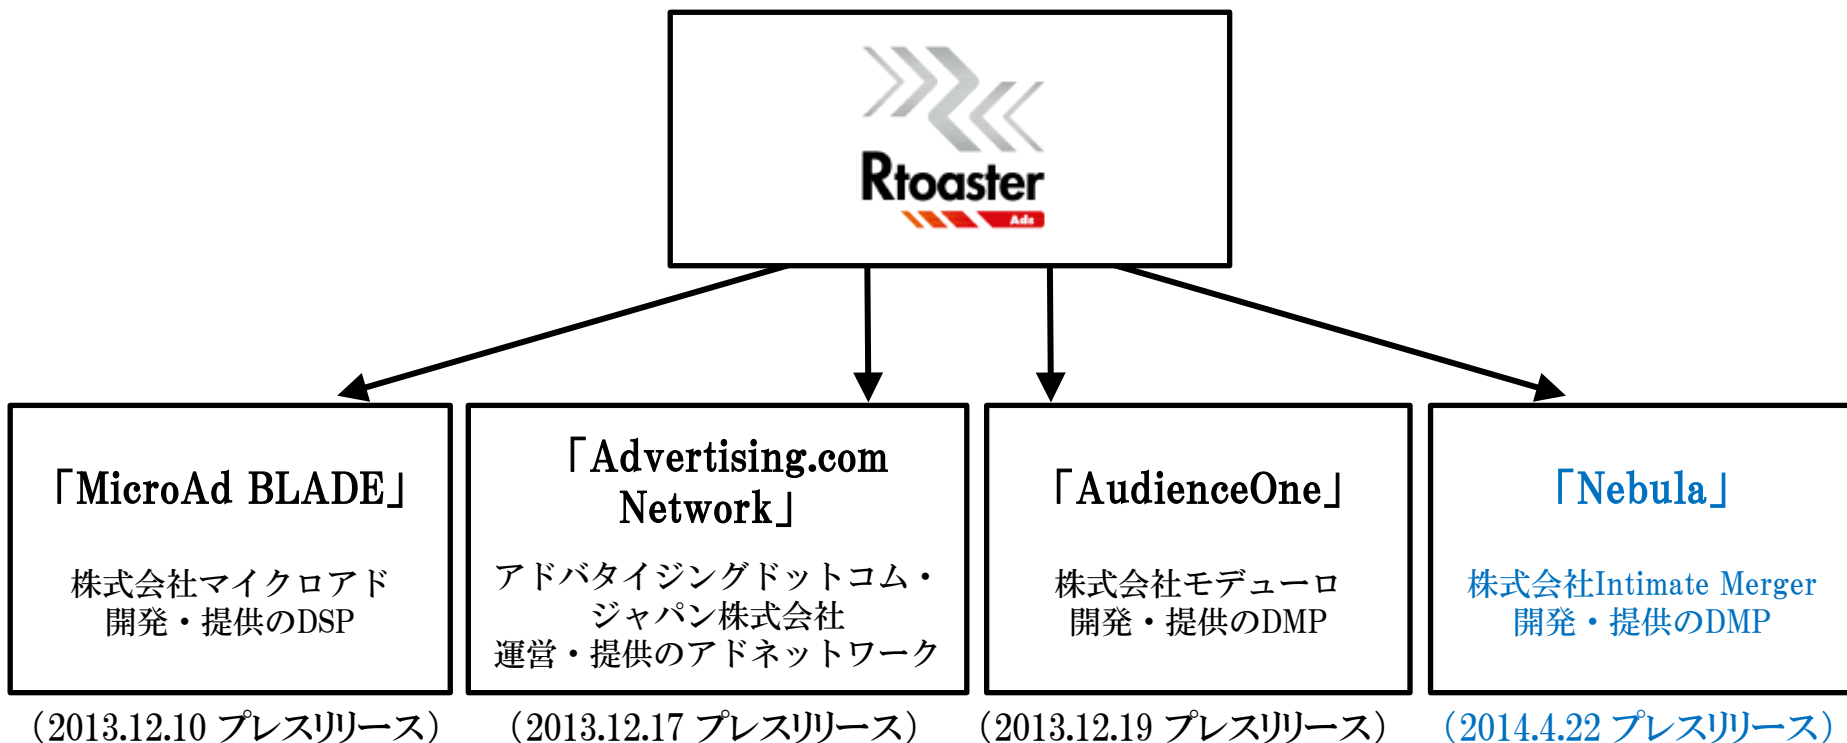 Rtoaster
Ads
「MicroAd BLADE」
株式会社マイクロアド
開発・提供のDSP
（2013.12.10 プレスリリース）
「Advertising.com
Network」
アドバタイジングドットコム・
ジャパン株式会社
運営・提供のアドネットワーク
（2013.12.17 プレスリリース）
「AudienceOne」
株式会社モデューロ
開発・提供のDMP
（2013.12.19 プレスリリース）
「Nebula」
株式会社Intimate Merger
開発・提供のDMP
（2014.4.22 プレスリリース）